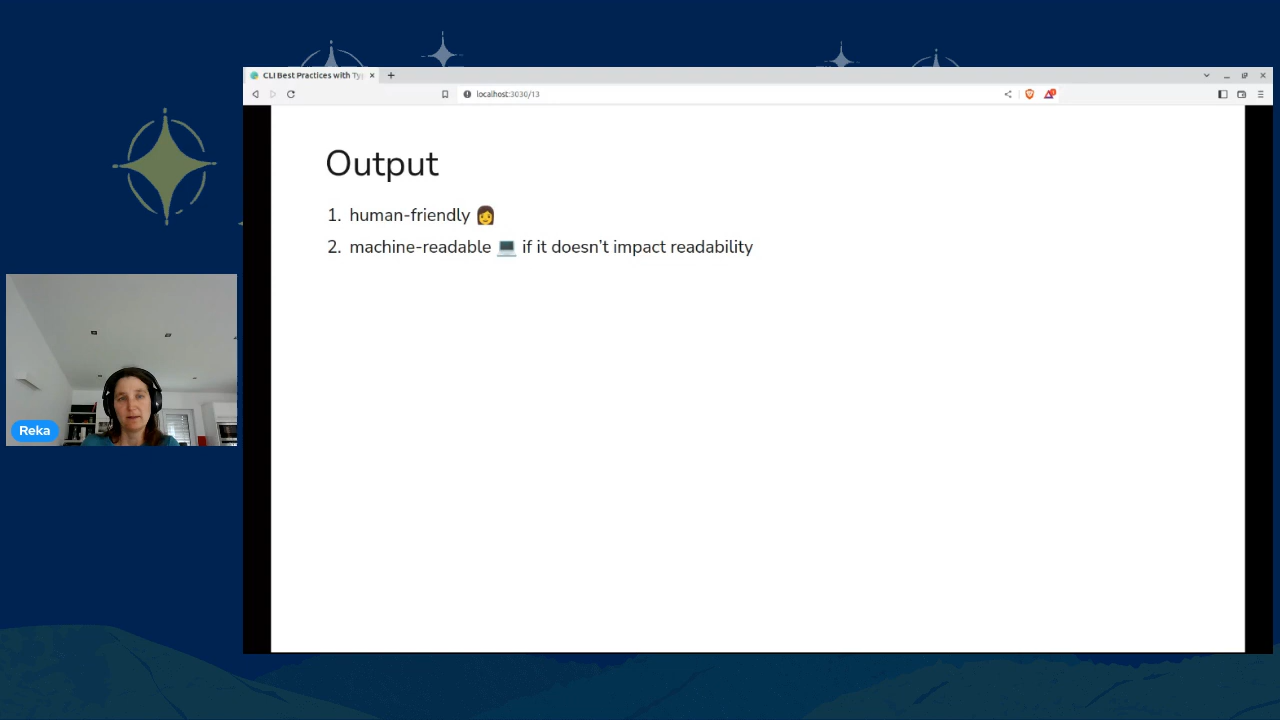 CLI Best Practices with Ty
localhost:3030/13
Output
1. human-friendly 👩
2. machine-readable 💻 if it doesn't impact readability
Reka